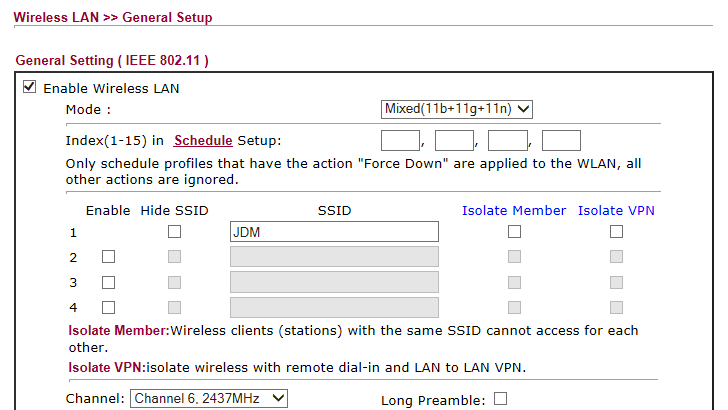 Wireless LAN >> General Setup
General Setting ( IEEE 802.11 )
Enable Wireless LAN
Mode : Mixed(11b+11g+11n)
Index(1-15) in Schedule Setup: , , ,
Only schedule profiles that have the action "Force Down" are applied to the WLAN, all
other actions are ignored.
Enable Hide SSID SSID Isolate Member Isolate VPN
1 JDM
2
3
4
Isolate Member:Wireless clients (stations) with the same SSID cannot access for each
other.
Isolate VPN:isolate wireless with remote dial-in and LAN to LAN VPN.
Channel: Channel 6, 2437MHz Long Preamble: